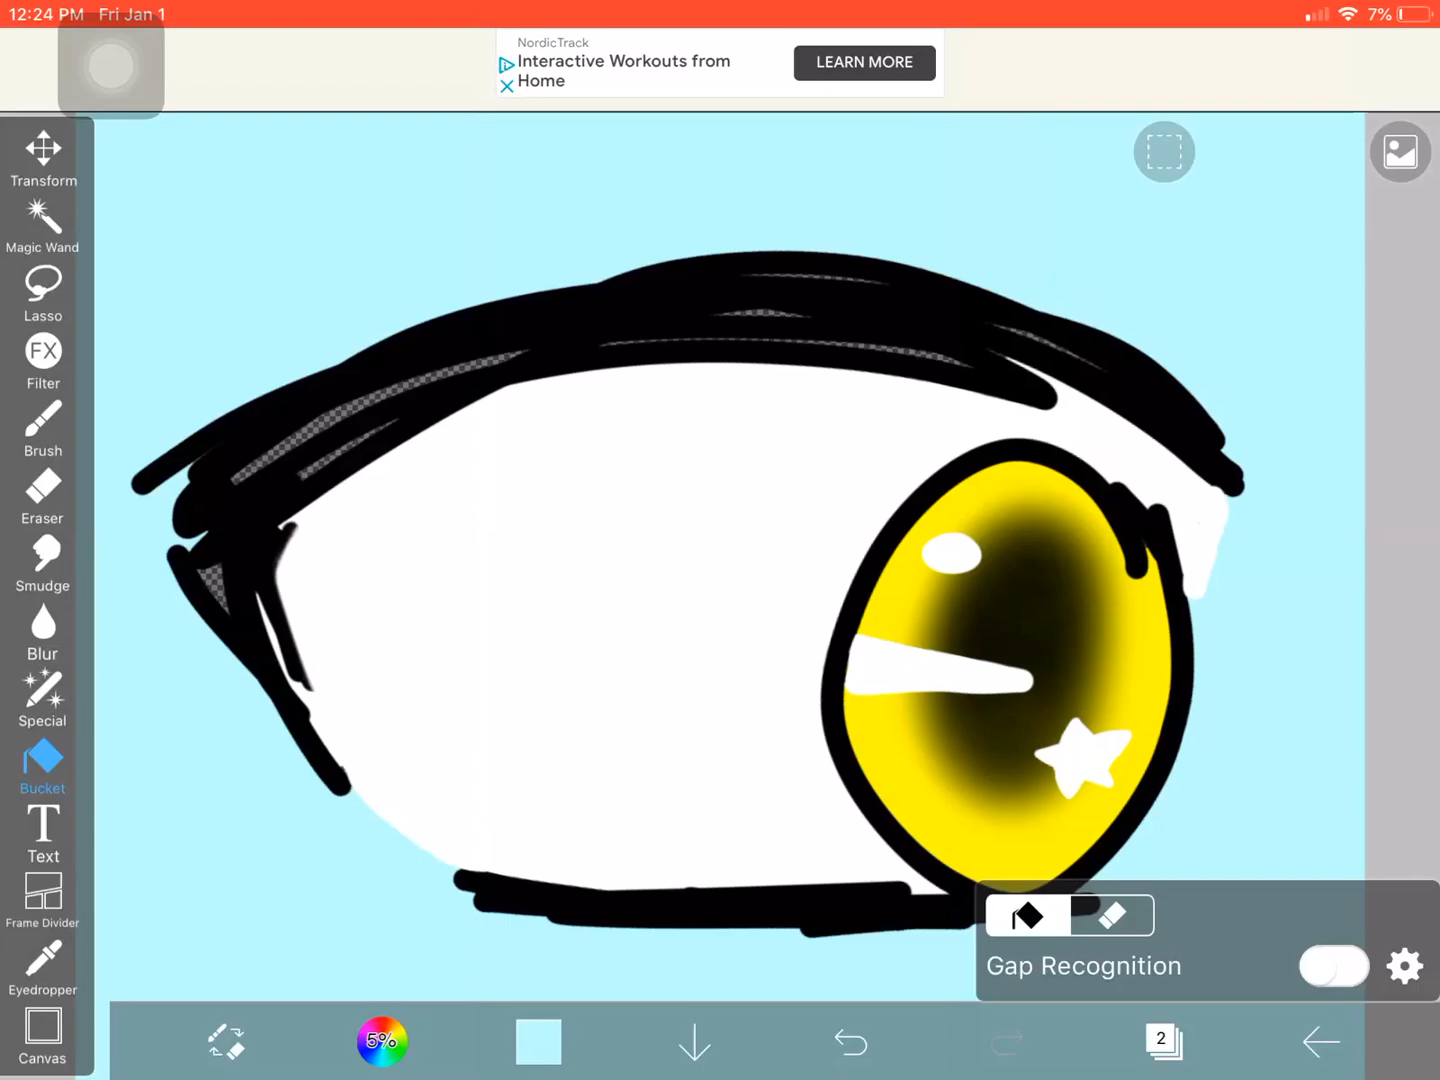 12:24 PM Fri Jan 1
7%
NordicTrack
Interactive Workouts from
Home
LEARN MORE
Transform
Magic Wand
Lasso
FX
Filter
Brush
Eraser
Smudge
Blur
Special
Bucket
T
Text
Frame Divider
Eyedropper
Canvas
Gap Recognition
5%
2